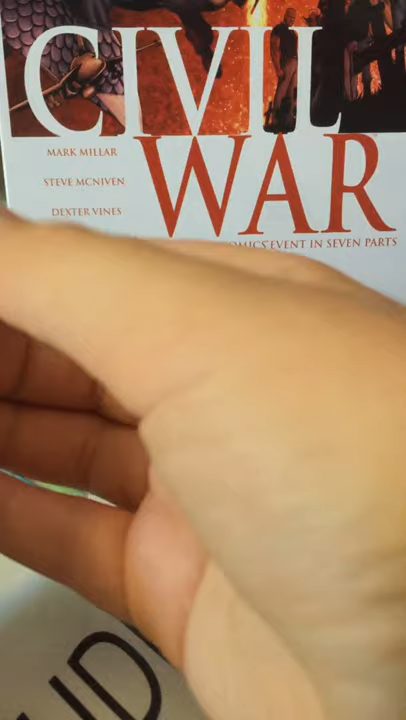 CIVIL
WAR
MARK MILLAR
STEVE MCNIVEN
DEXTER VINES
EVENT IN SEVEN PARTS